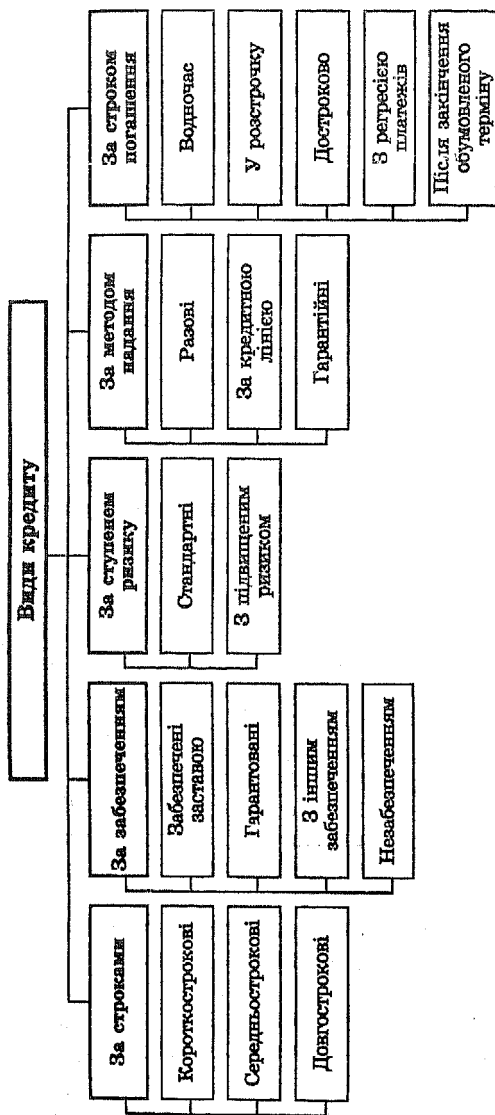 Види кредиту
За строками
Короткострокові
Середньострокові
Довгострокові
За забезпеченням
Забезпечені
заставою
Гарантовані
З іншим
забезпеченням
Незабезпеченням
За ступенем
ризику
Стандартні
З підвищеним
ризиком
За методом
надання
Разові
За кредитною
лінією
Гарантійні
За строком
погашення
Водночас
У розстрочку
Достроково
З регресією
платежів
Після закінчення
обумовленого
терміну